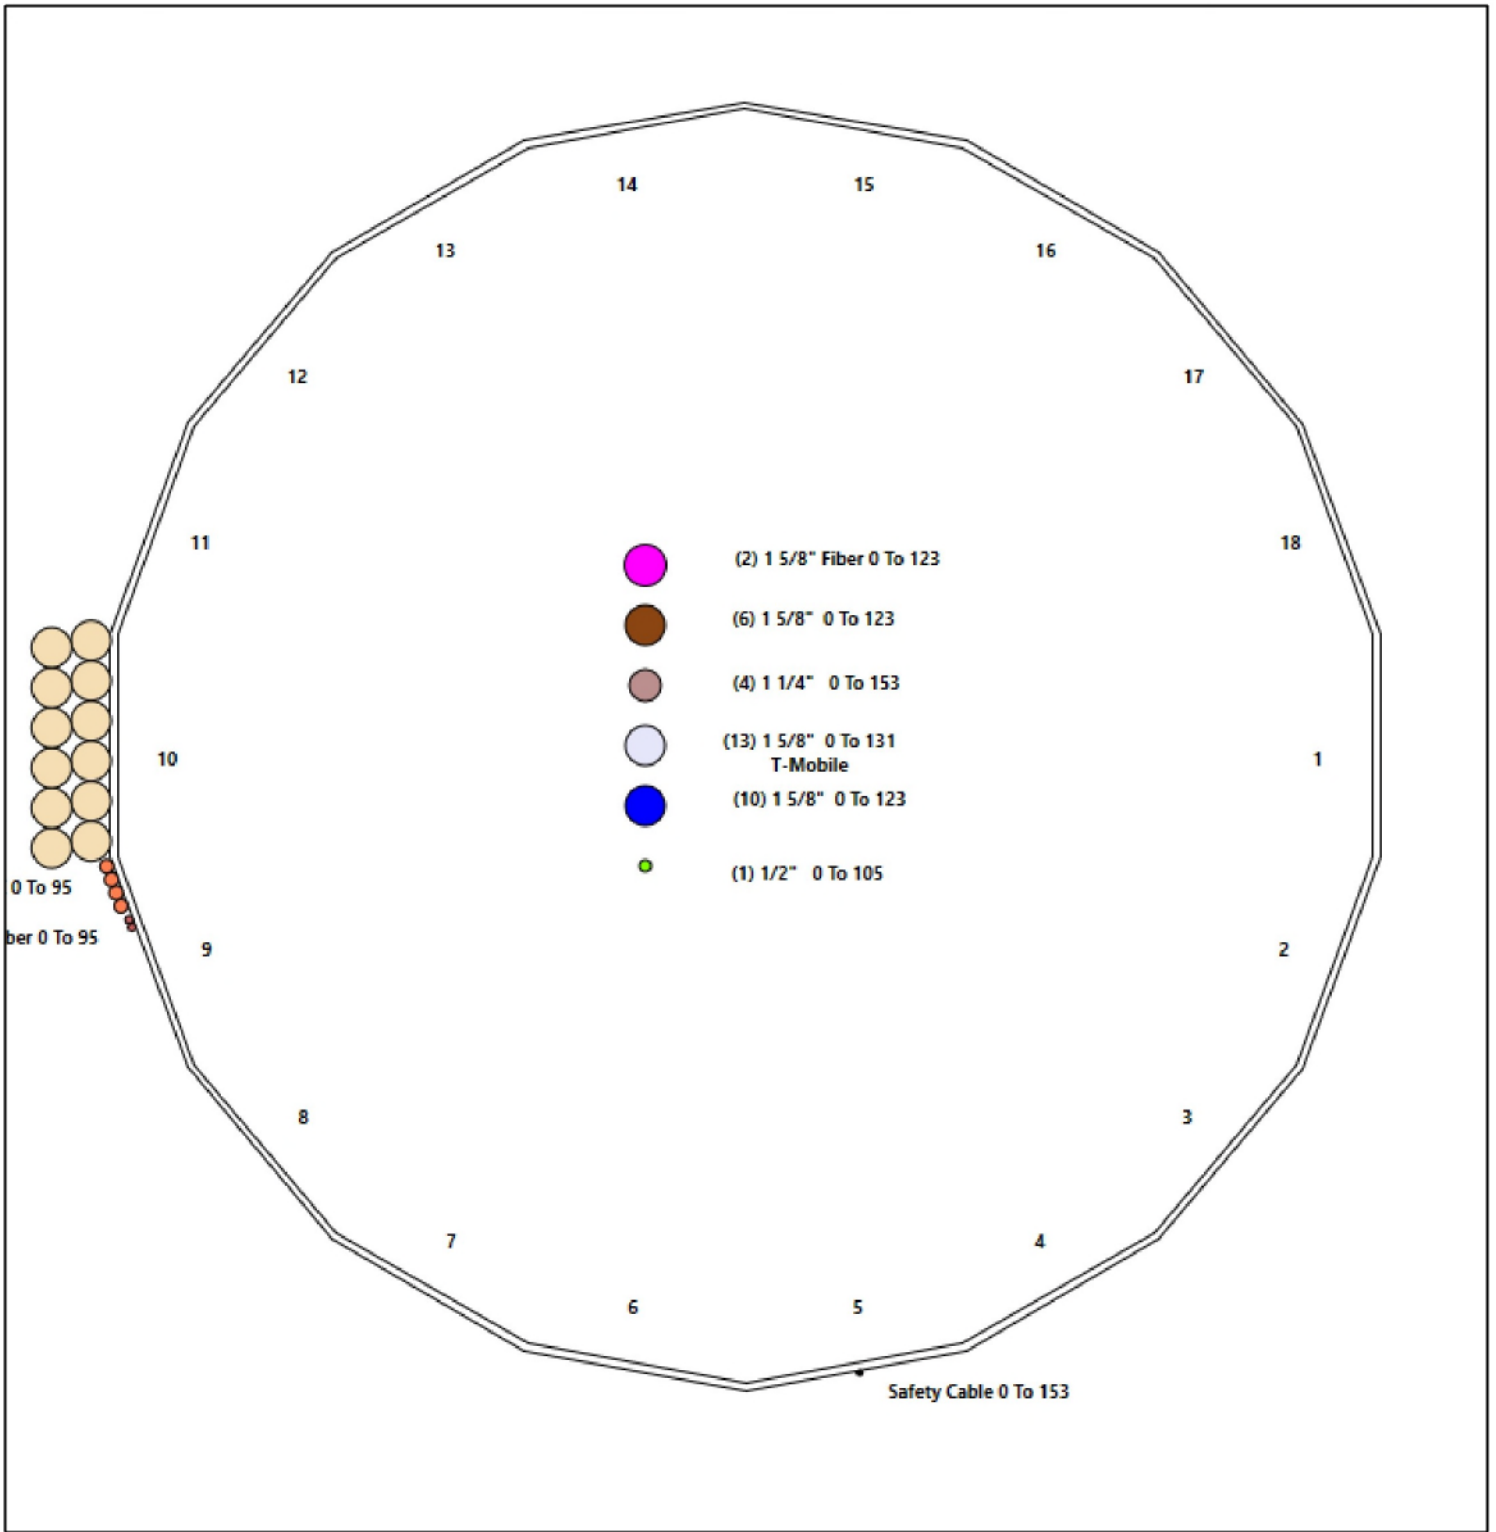 14
15
13
16
12
17
11
18
(2) 1 5/8" Fiber 0 To 123
(6) 1 5/8" 0 To 123
(4) 1 1/4" 0 To 153
(13) 1 5/8" 0 To 131
T-Mobile
10
1
(10) 1 5/8" 0 To 123
(1) 1/2" 0 To 105
0 To 95
ber 0 To 95
9
2
8
3
7
4
6
5
Safety Cable 0 To 153